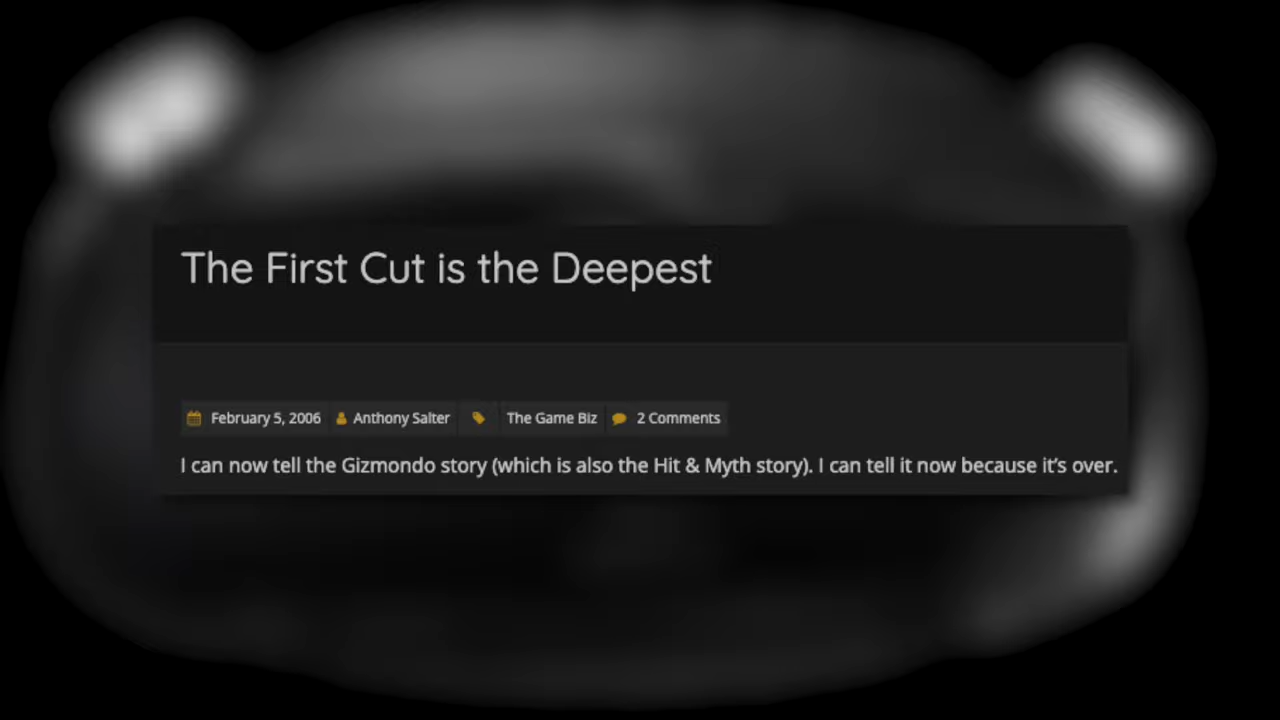 The First Cut is the Deepest
February 5, 2006 Anthony Salter The Game Biz 2 Comments
I can now tell the Gizmondo story (which is also the Hit & Myth story). I can tell it now because it’s over.